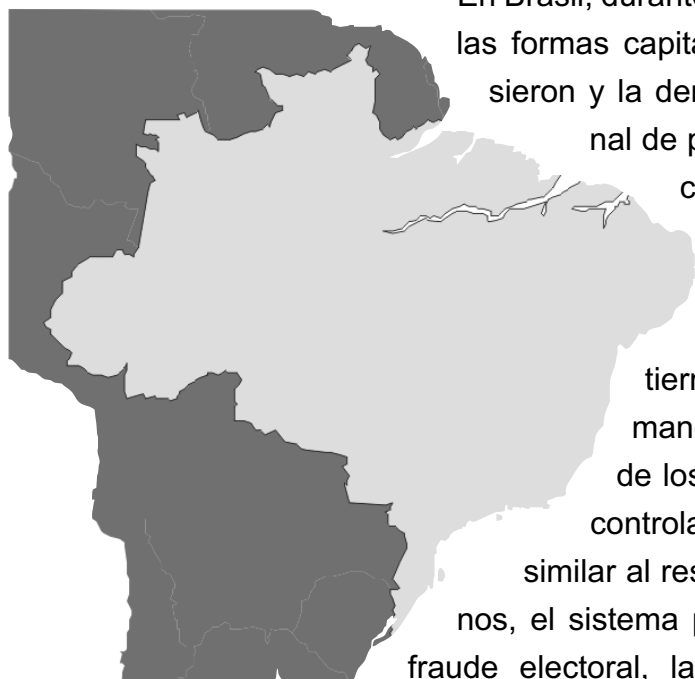 En Brasil, durante
las formas capita
sieron y la
nal de p
c
tierr
man
de los
controla
similar al res
nos, el sistema p
fraude electoral, la